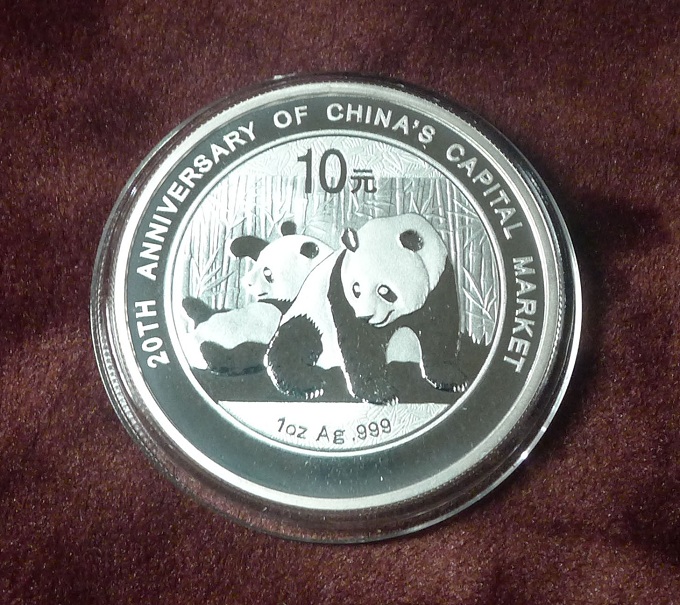 20TH ANNIVERSARY OF CHINA'S CAPITAL MARKET
10元
1oz Ag .999